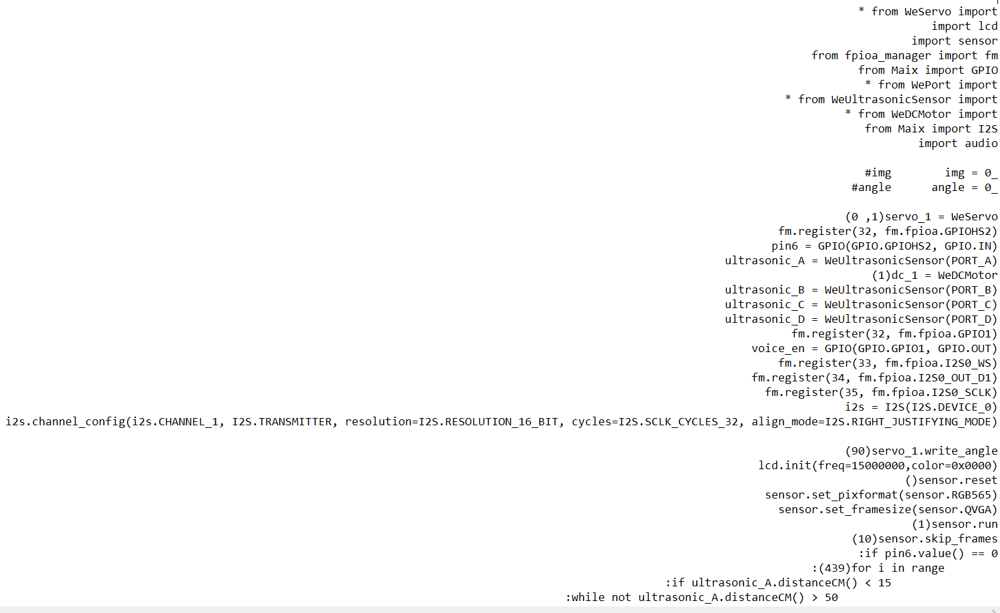 * from WeServo import
import lcd
import sensor
from fpioa_manager import fm
from Maix import GPIO
* from WePort import
* from WeUltrasonicSensor import
* from WeDCMotor import
from Maix import I2S
import audio
#img        img = 0_
#angle      angle = 0_
(0 ,1)servo_1 = WeServo
fm.register(32, fm.fpioa.GPIOHS2)
pin6 = GPIO(GPIO.GPIOHS2, GPIO.IN)
ultrasonic_A = WeUltrasonicSensor(PORT_A)
(1)dc_1 = WeDCMotor
ultrasonic_B = WeUltrasonicSensor(PORT_B)
ultrasonic_C = WeUltrasonicSensor(PORT_C)
ultrasonic_D = WeUltrasonicSensor(PORT_D)
fm.register(32, fm.fpioa.GPIO1)
voice_en = GPIO(GPIO.GPIO1, GPIO.OUT)
fm.register(33, fm.fpioa.I2S0_WS)
fm.register(34, fm.fpioa.I2S0_OUT_D1)
fm.register(35, fm.fpioa.I2S0_SCLK)
i2s = I2S(I2S.DEVICE_0)
i2s.channel_config(i2s.CHANNEL_1, I2S.TRANSMITTER, resolution=I2S.RESOLUTION_16_BIT, cycles=I2S.SCLK_CYCLES_32, align_mode=I2S.RIGHT_JUSTIFYING_MODE)
(90)servo_1.write_angle
lcd.init(freq=15000000,color=0x0000)
()sensor.reset
sensor.set_pixformat(sensor.RGB565)
sensor.set_framesize(sensor.QVGA)
(1)sensor.run
(10)sensor.skip_frames
:if pin6.value() == 0
:(439)for i in range
:if ultrasonic_A.distanceCM() < 15
:while not ultrasonic_A.distanceCM() > 50